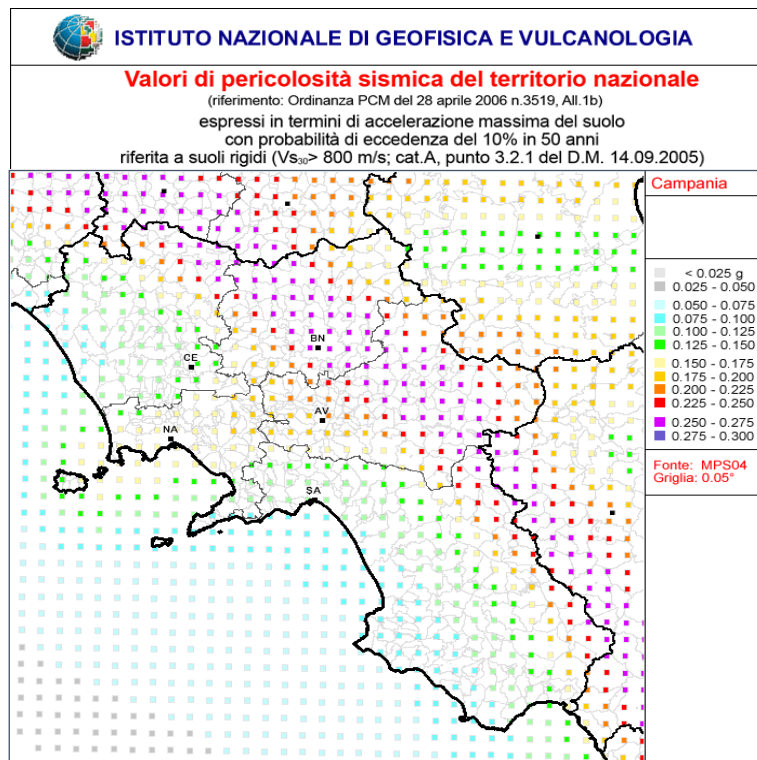 ISTITUTO NAZIONALE DI GEOFISICA E VULCANOLOGIA
Valori di pericolosità sismica del territorio nazionale
(riferimento: Ordinanza PCM del 28 aprile 2006 n.3519, All.1b)
espressi in termini di accelerazione massima del suolo
con probabilità di eccedenza del 10% in 50 anni
riferita a suoli rigidi (Vs₃₀> 800 m/s; cat.A, punto 3.2.1 del D.M. 14.09.2005)
Campania
< 0.025 g
0.025 - 0.050
0.050 - 0.075
0.075 - 0.100
0.100 - 0.125
0.125 - 0.150
0.150 - 0.175
0.175 - 0.200
0.200 - 0.225
0.225 - 0.250
0.250 - 0.275
0.275 - 0.300
Fonte: MPS04
Griglia: 0.05°
BN
CE
AV
NA
SA